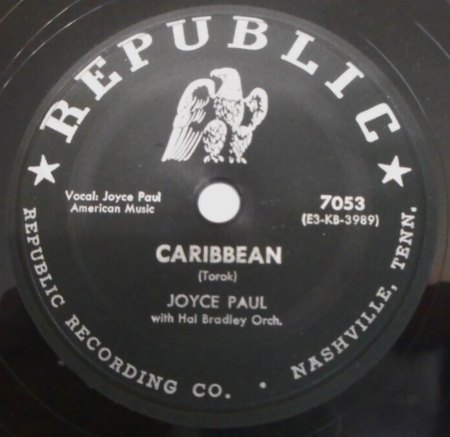 REPUBLIC
Vocal: Joyce Paul
American Music
7053
(E3-KB-3989)
CARIBBEAN
(Torok)
JOYCE PAUL
with Hal Bradley Orch.
REPUBLIC RECORDING CO. • NASHVILLE, TENN.